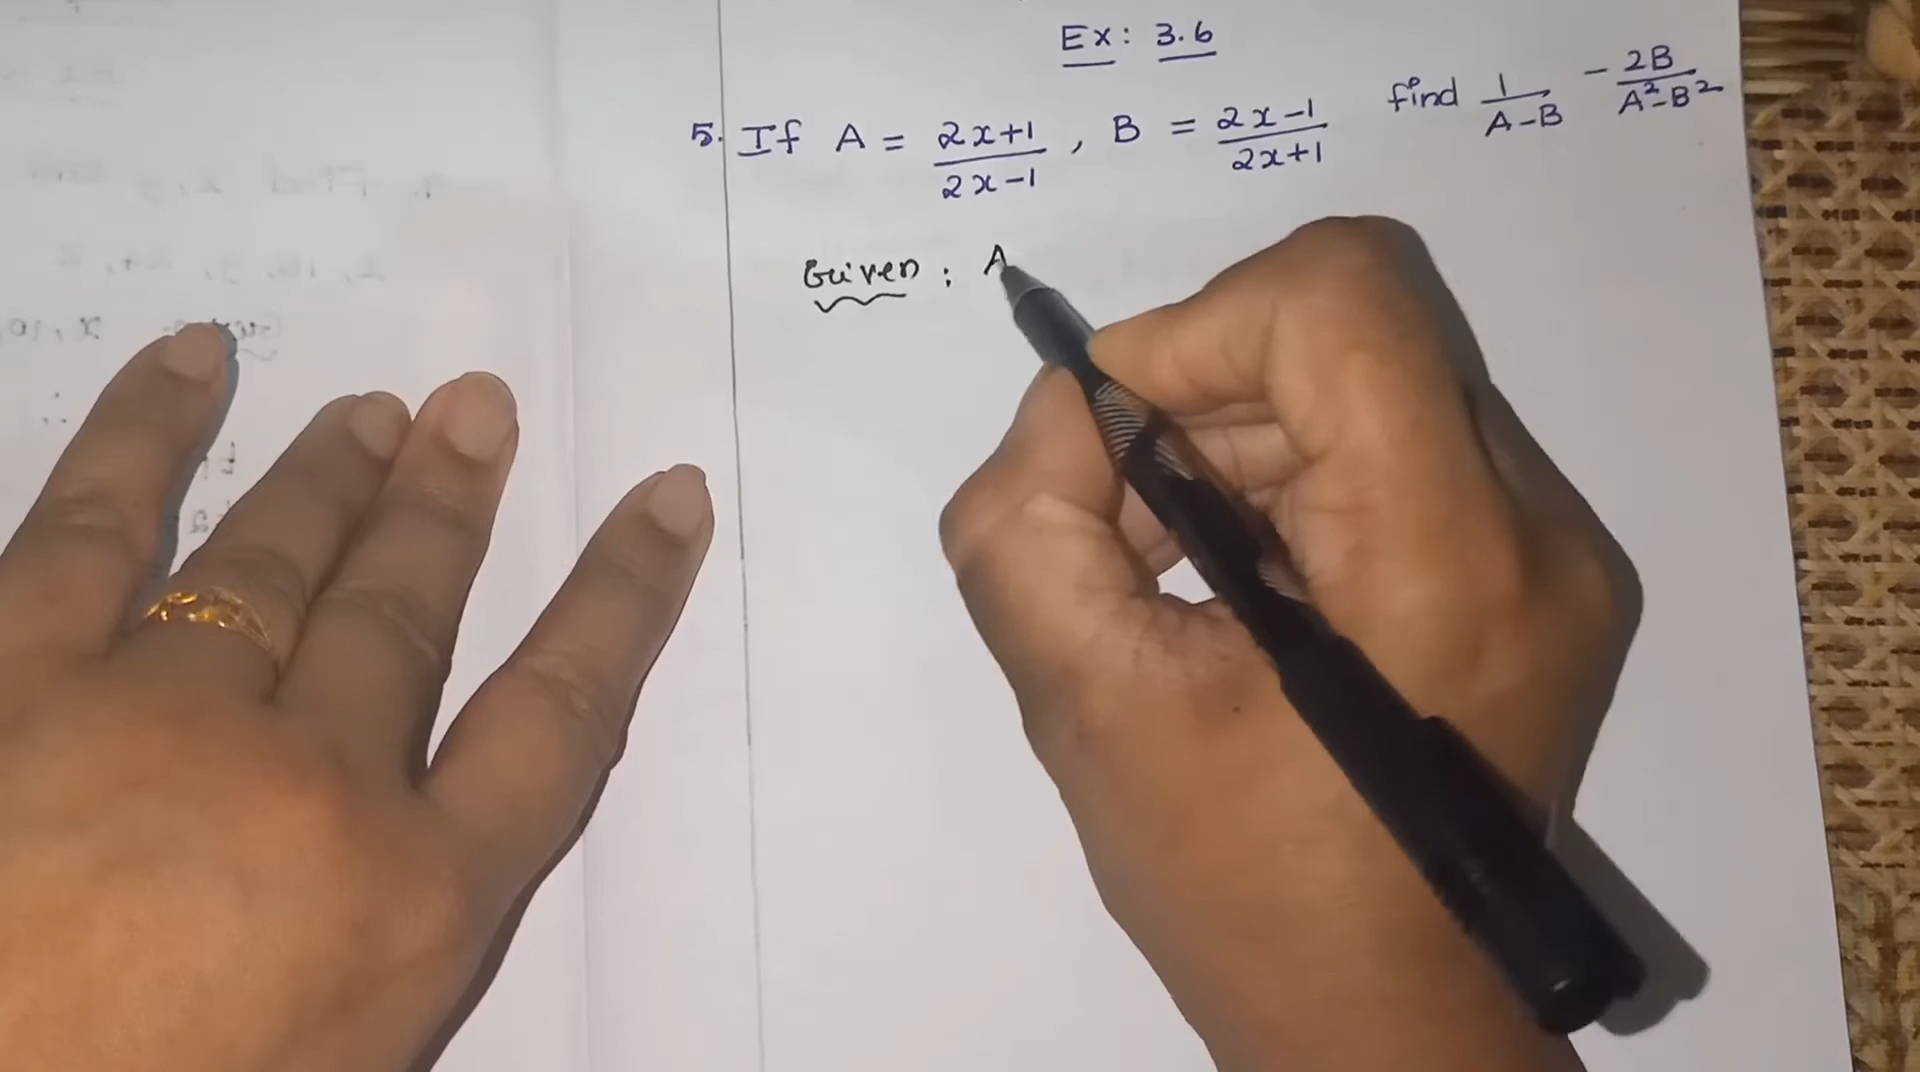 Ex: 3.6
5. If A = 2x+1/2x-1, B = 2x-1/2x+1 find 1/A-B - 2B/A²-B²
Given : A